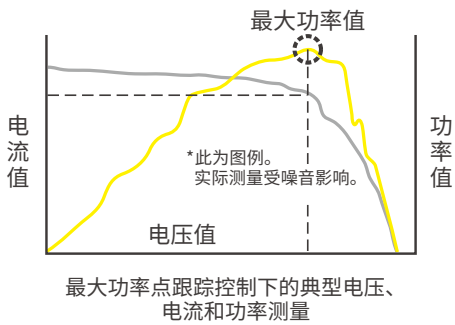 最大功率值
电流值
功率值
*此为图例。
实际测量受噪音影响。
电压值
最大功率点跟踪控制下的典型电压、
电流和功率测量